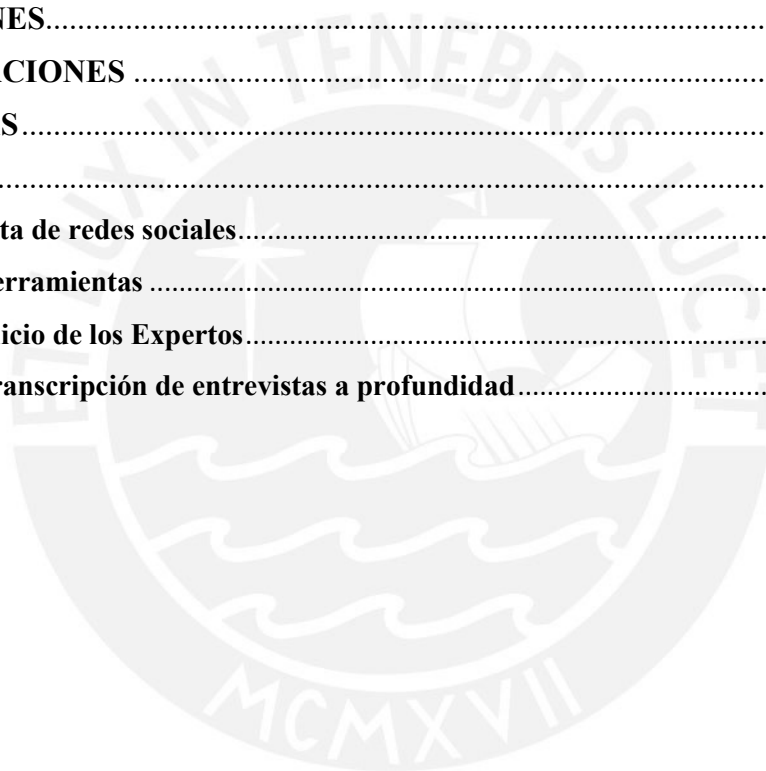 NES
ACIONES
S
ta de redes sociales
erramientas
icio de los Expertos
ranscripción de entrevistas a profundidad
ET LUX IN TENEBRIS LUCET
MCMXVII